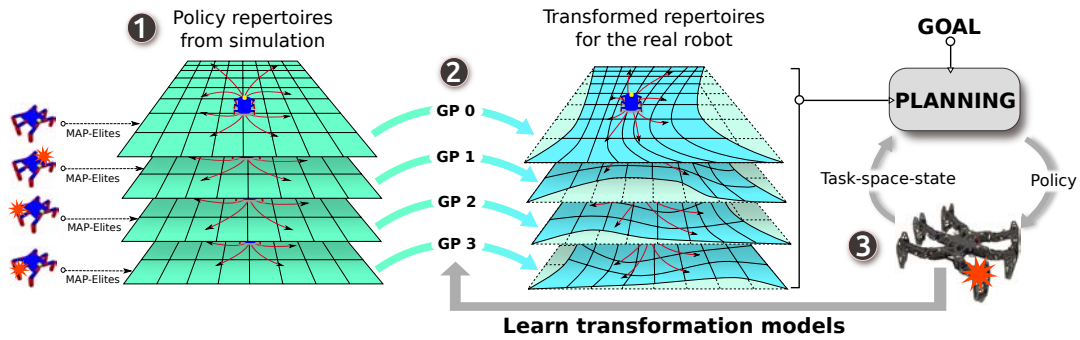 1
Policy repertoires
from simulation
2
Transformed repertoires
for the real robot
GOAL
PLANNING
MAP-Elites
MAP-Elites
MAP-Elites
MAP-Elites
GP 0
GP 1
GP 2
GP 3
Task-space-state
Policy
3
Learn transformation models